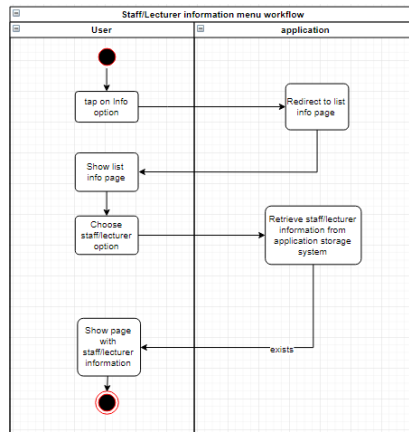 Staff/Lecturer information menu workflow
User
application
tap on Info
option
Redirect to list
info page
Show list
info page
Choose
staff/lecturer
option
Retrieve staff/lecturer
information from
application storage
system
Show page
with
staff/lecturer
information
exists